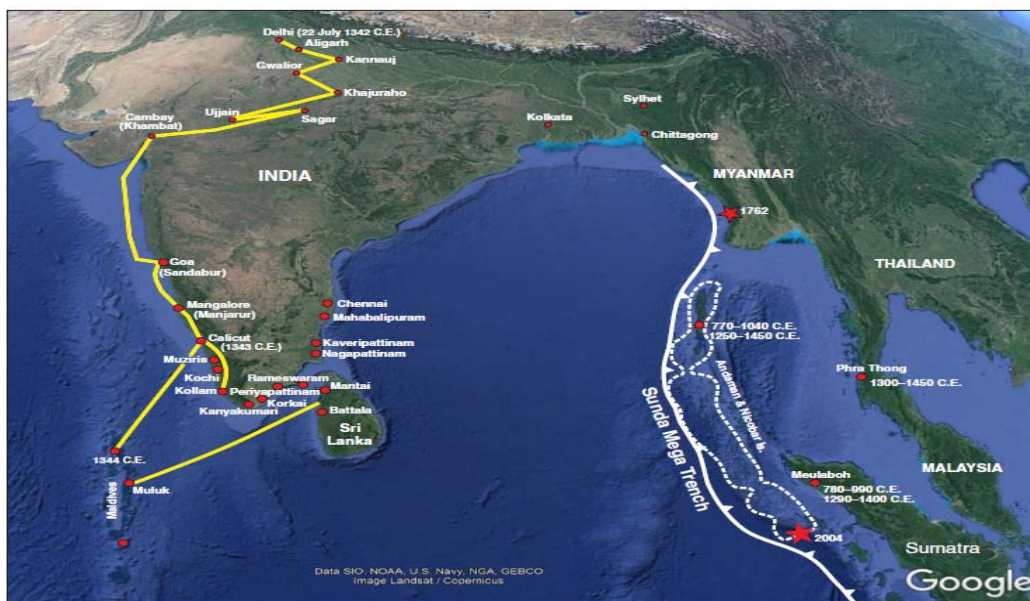 Delhi (22 July 1342 C.E.)
Aligarh
Kannauj
Gwalior
Khajuraho
Ujjain
Sagar
Cambay
(Khambat)
Kolkata
Sylhet
Chittagong
INDIA
MYANMAR
1762
THAILAND
Goa
(Sandabur)
Mangalore
(Manjarur)
Chennai
Mahabalipuram
Calicut
(1343 C.E.)
Kaveripattinam
Nagapattinam
Muziris
Kochi
Kollam
Rameswaram
Periyapattinam
Mantai
Korkai
Kanyakumari
Battala
Sri
Lanka
770–1040 C.E.
1250–1450 C.E.
Phra Thong
1300–1450 C.E.
Andaman & Nicobar Is.
Sunda Mega Trench
1344 C.E.
Muluk
Maldives
Meulaboh
780–990 C.E.
1290–1400 C.E.
MALAYSIA
2004
Sumatra
Data SIO, NOAA, U.S. Navy, NGA, GEBCO
Image Landsat / Copernicus
Google